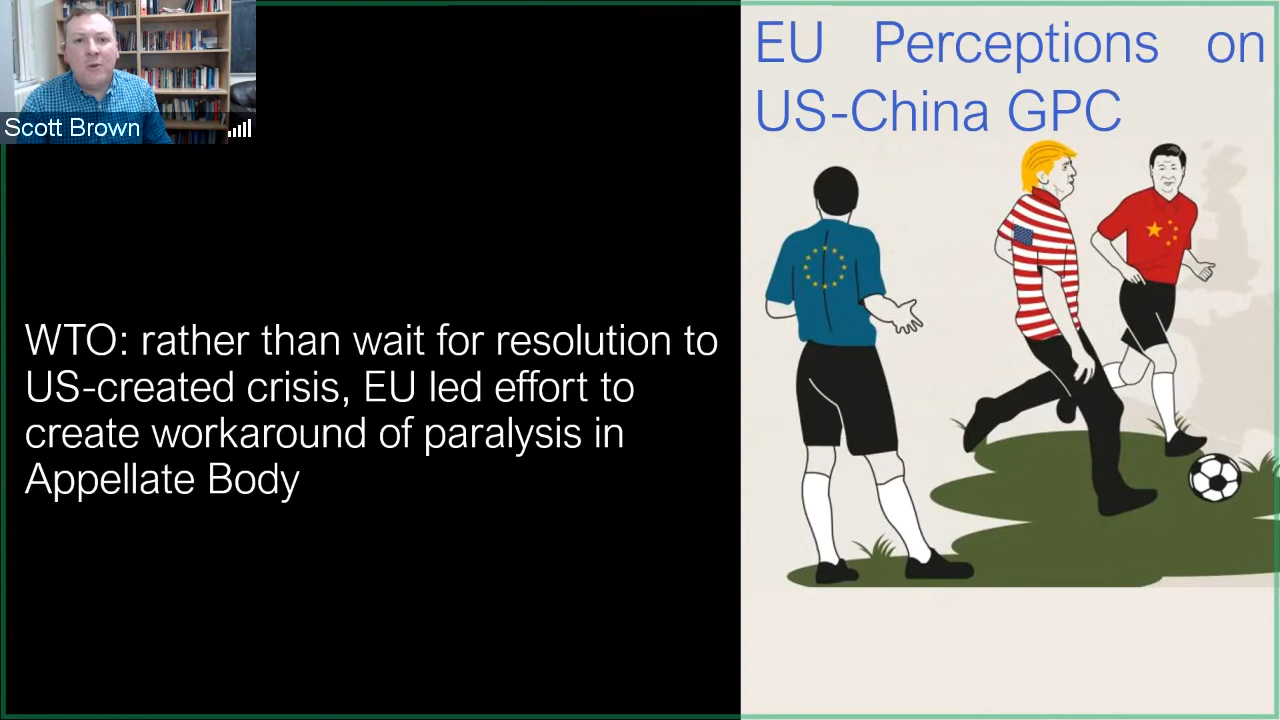 Scott Brown
EU Perceptions on
US-China GPC
WTO: rather than wait for resolution to
US-created crisis, EU led effort to
create workaround of paralysis in
Appellate Body